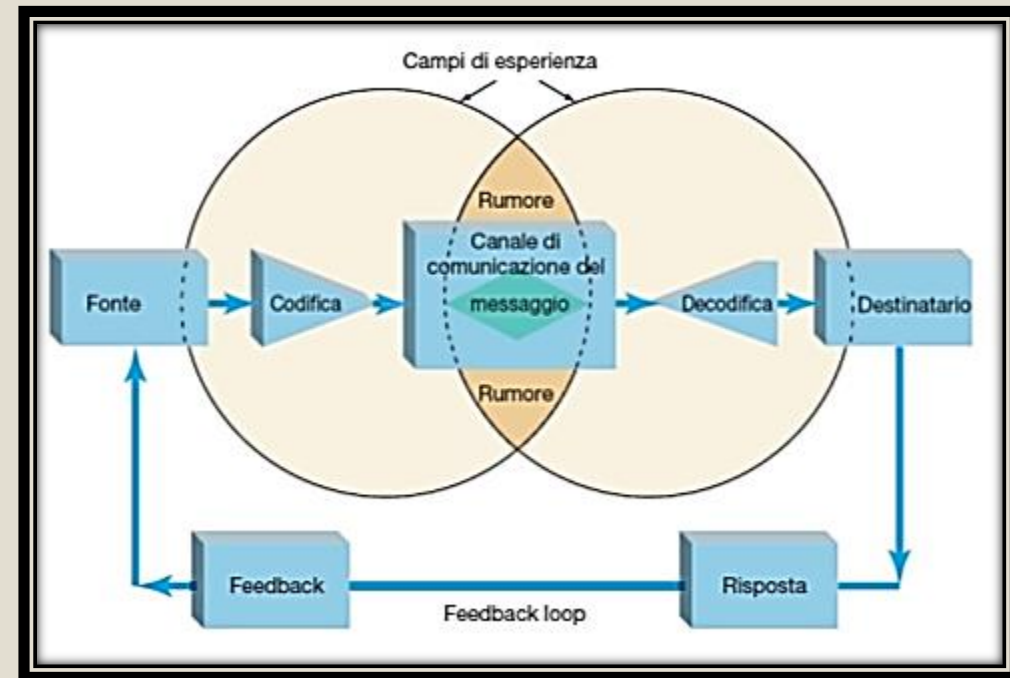 Campi di esperienza
Rumore
Fonte
Codifica
Canale di
comunicazione del
messaggio
Decodifica
Destinatario
Rumore
Feedback
Feedback loop
Risposta